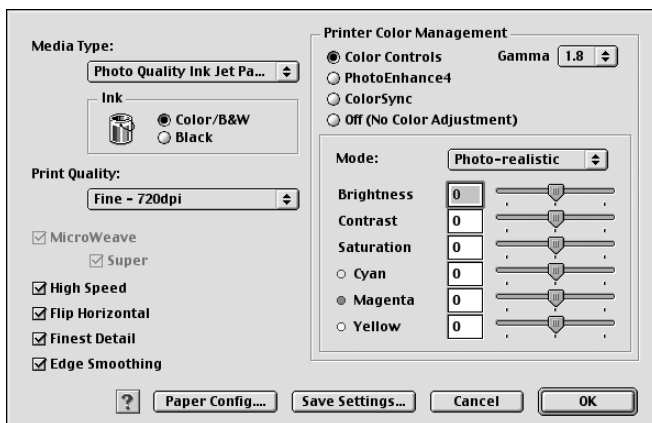 Media Type:
Photo Quality Ink Jet Pa...
Ink
Color/B&W
Black
Print Quality:
Fine - 720dpi
MicroWeave
Super
High Speed
Flip Horizontal
Finest Detail
Edge Smoothing
Printer Color Management
Color Controls
Gamma 1.8
PhotoEnhance4
ColorSync
Off (No Color Adjustment)
Mode: Photo-realistic
Brightness 0
Contrast 0
Saturation 0
Cyan 0
Magenta 0
Yellow 0
? Paper Config.... Save Settings... Cancel OK